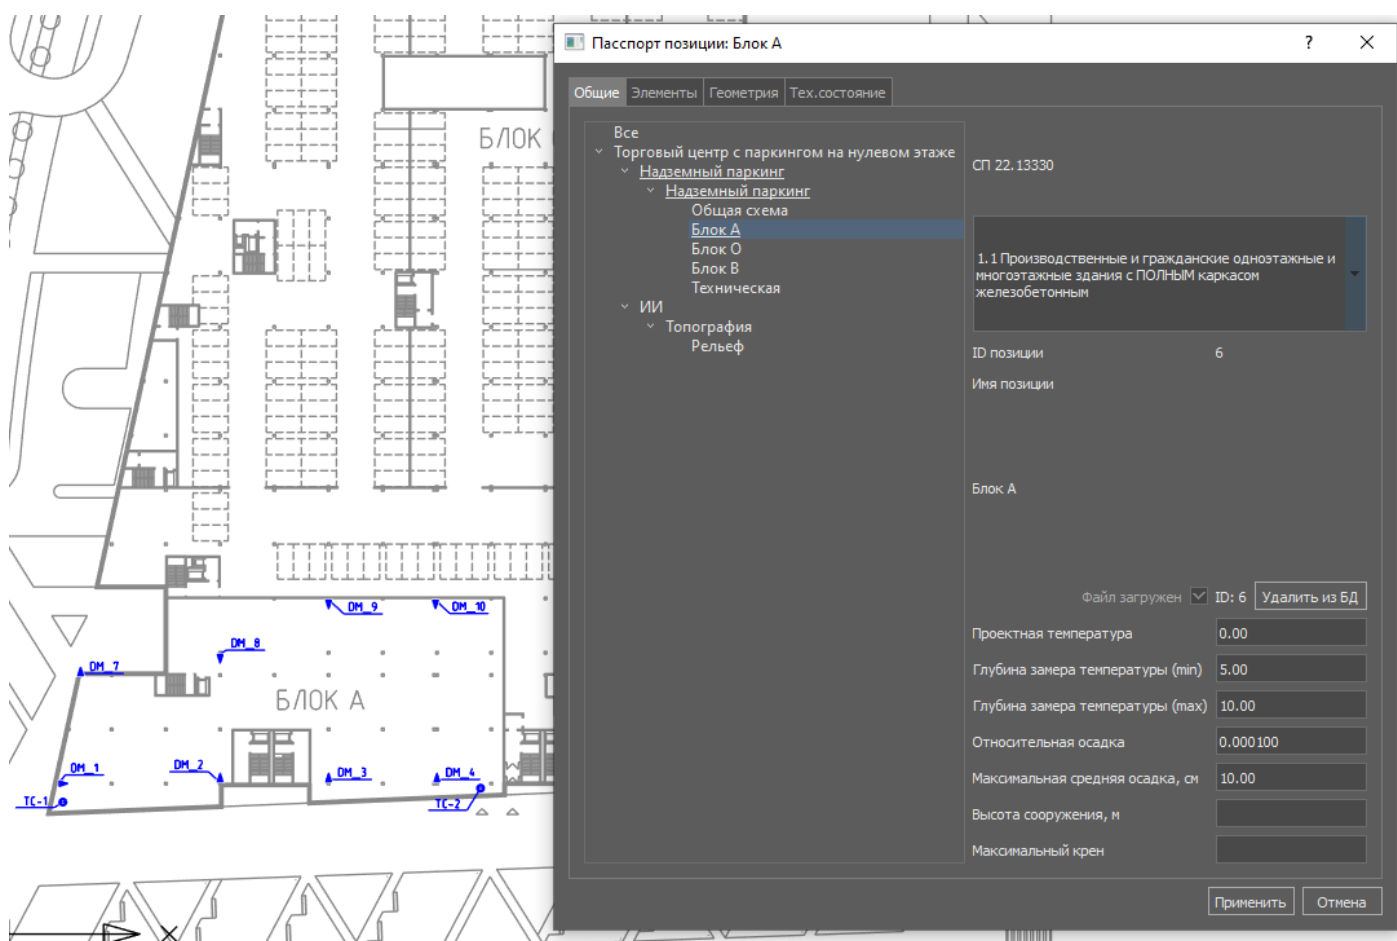 Пасспорт позиции: Блок А
?
Общие Элементы Геометрия Тех.состояние
Все
Торговый центр с паркингом на нулевом этаже
Надземный паркинг
Надземный паркинг
Общая схема
Блок А
Блок О
Блок В
Техническая
ИИ
Топография
Рельеф
СП 22.13330
1.1 Производственные и гражданские одноэтажные и
многоэтажные здания с ПОЛНЫМ каркасом
железобетонным
ID позиции 6
Имя позиции
Блок А
Файл загружен ID: 6 Удалить из БД
Проектная температура 0.00
Глубина замера температуры (min) 5.00
Глубина замера температуры (max) 10.00
Относительная осадка 0.000100
Максимальная средняя осадка, см 10.00
Высота сооружения, м
Максимальный крен
Применить Отмена
БЛОК
DM_9 DM_10
DM_8
DM_7
БЛОК А
DM_1 DM_2 DM_3 DM_4
TC-1 TC-2